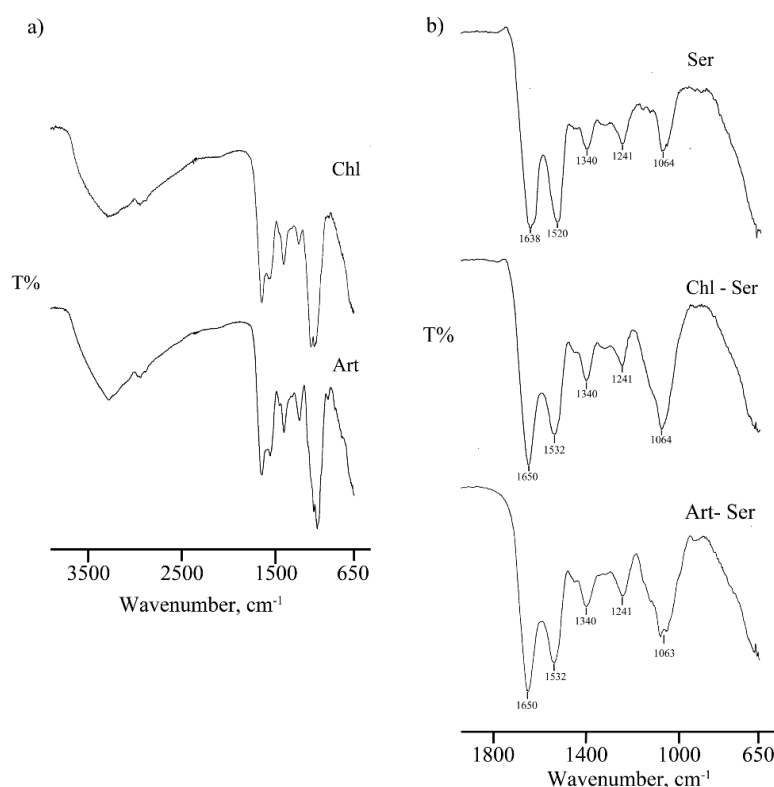 a)
Chl
T%
Art
3500 2500 1500 650
Wavenumber, cm-1
b)
Ser
1340 1241 1064
1638 1520
Chl - Ser
T%
1340 1241
1532 1064
1650
Art- Ser
1340 1241
1532 1063
1650
1800 1400 1000 650
Wavenumber, cm-1